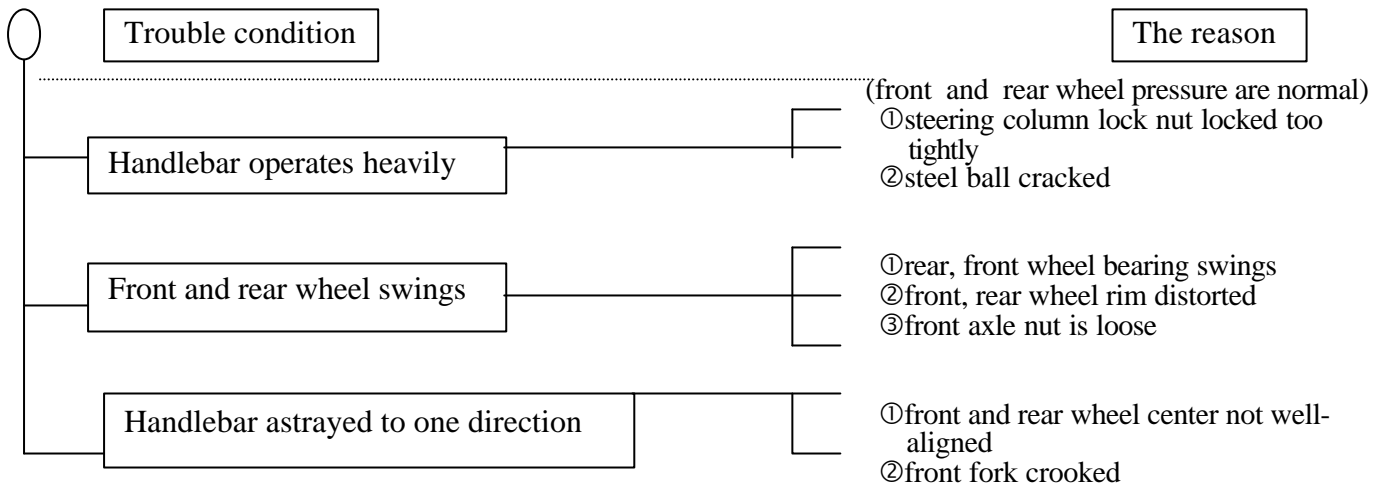 Trouble condition
The reason
(front and rear wheel pressure are normal)
①steering column lock nut locked too
tightly
②steel ball cracked
Handlebar operates heavily
Front and rear wheel swings
①rear, front wheel bearing swings
②front, rear wheel rim distorted
③front axle nut is loose
Handlebar astrayed to one direction
①front and rear wheel center not well-
aligned
②front fork crooked